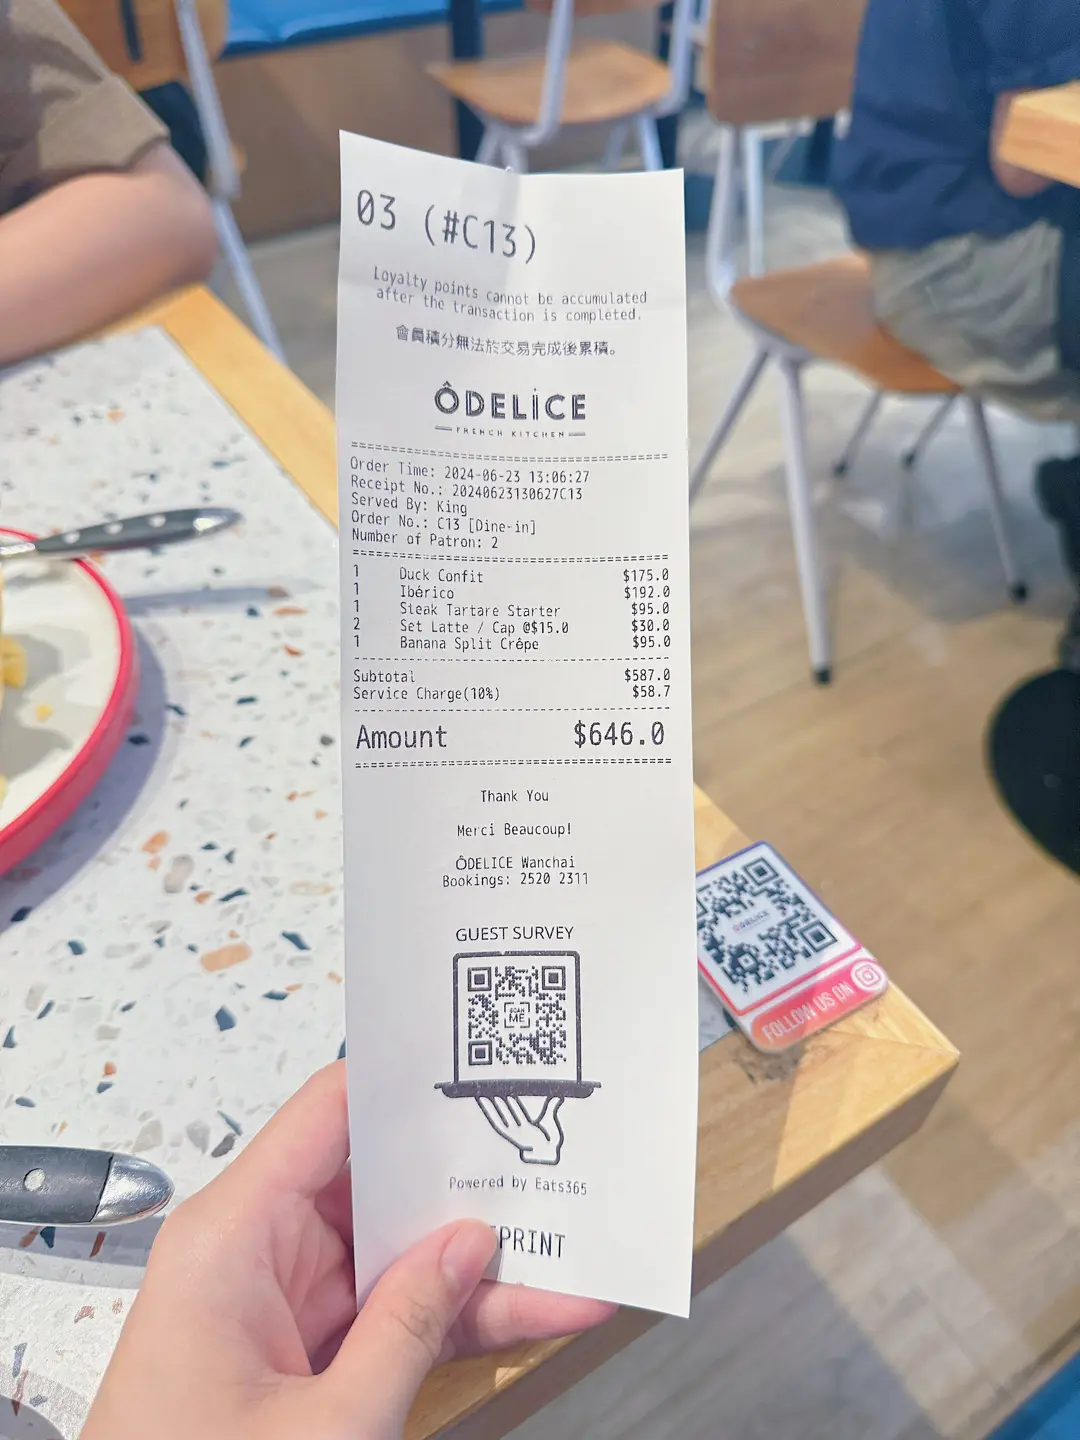 03 (#C13)
Loyalty points cannot be accumulated
after the transaction is completed.
會員積分無法於交易完成後累積。
ÔDELİCE
FRENCH KITCHEN
Order Time: 2024-06-23 13:06:27
Receipt No.: 20240623130627C13
Served By: King
Order No.: C13 [Dine-in]
Number of Patron: 2
1 Duck Confit $175.0
1 Ibérico $192.0
1 Steak Tartare Starter $95.0
2 Set Latte / Cap @$15.0 $30.0
1 Banana Split Crêpe $95.0
Subtotal $587.0
Service Charge(10%) $58.7
Amount $646.0
Thank You
Merci Beaucoup!
ÔDELICE Wanchai
Bookings: 2520 2311
GUEST SURVEY
SCAN
ME
Powered by Eats365
EPRINT
ÔDELICE
FOLLOW US ON